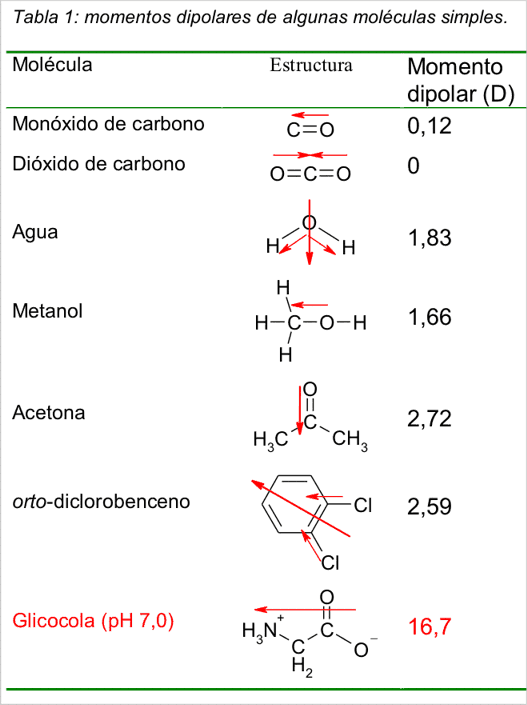 Tabla 1: momentos dipolares de algunas moléculas simples.
Molécula Estructura Momento dipolar (D)
Monóxido de carbono C=O 0,12
Dióxido de carbono O=C=O 0
Agua H O H 1,83
Metanol H H–C–O–H H 1,66
Acetona O C H₃C CH₃ 2,72
orto-diclorobenceno Cl Cl 2,59
Glicocola (pH 7,0) H₃N⁺ C H₂ C O O⁻ 16,7